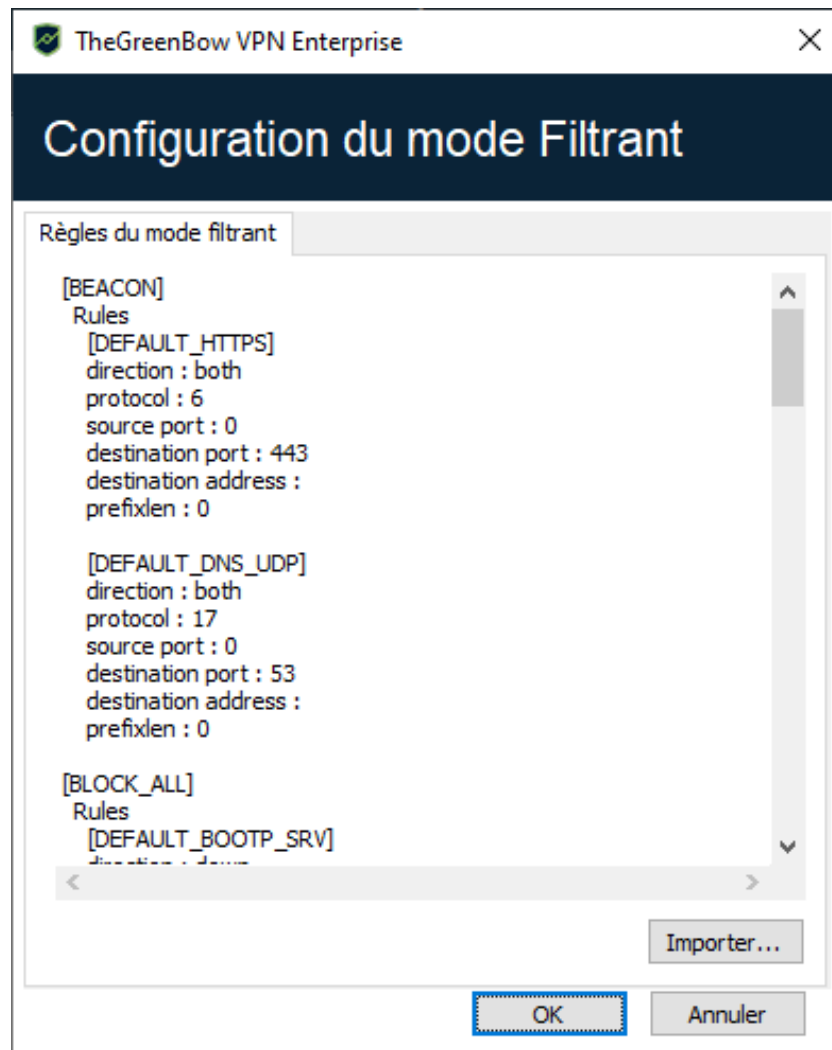 TheGreenBow VPN Enterprise
Configuration du mode Filtrant
Règles du mode filtrant
[BEACON]
Rules
[DEFAULT_HTTPS]
direction : both
protocol : 6
source port : 0
destination port : 443
destination address :
prefixlen : 0
[DEFAULT_DNS_UDP]
direction : both
protocol : 17
source port : 0
destination port : 53
destination address :
prefixlen : 0
[BLOCK_ALL]
Rules
[DEFAULT_BOOTP_SRV]
direction : down
Importer...
OK
Annuler